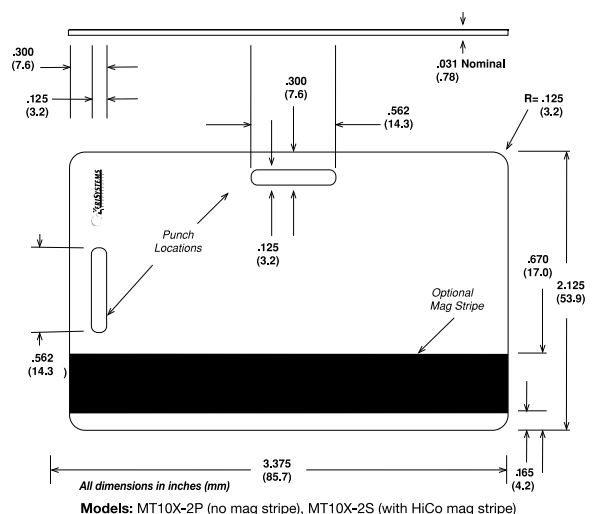 .300
(7.6)
.125
(3.2)
.300
(7.6)
.562
(14.3)
.031 Nominal
(.78)
R= .125
(3.2)
XERISYSTEMS
Punch
Locations
.125
(3.2)
.670
(17.0)
2.125
(53.9)
Optional
Mag Stripe
.562
(14.3 )
3.375
(85.7)
.165
(4.2)
All dimensions in inches (mm)
Models: MT10X-2P (no mag stripe), MT10X-2S (with HiCo mag stripe)